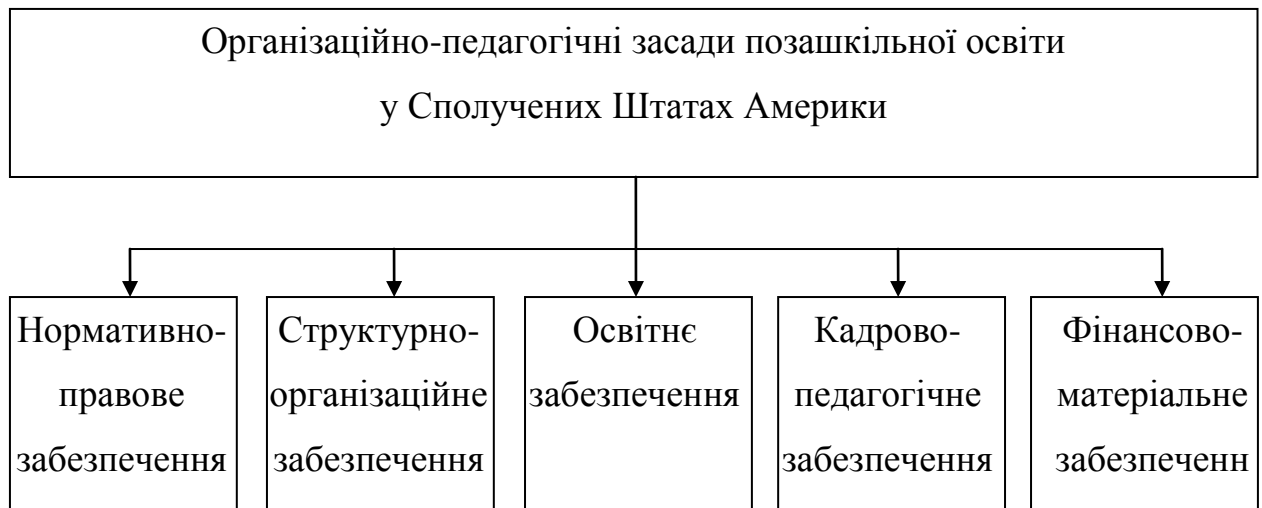 Організаційно-педагогічні засади позашкільної освіти
у Сполучених Штатах Америки
Нормативно-
правове
забезпечення
Структурно-
організаційне
забезпечення
Освітнє
забезпечення
Кадрово-
педагогічне
забезпечення
Фінансово-
матеріальне
забезпеченн